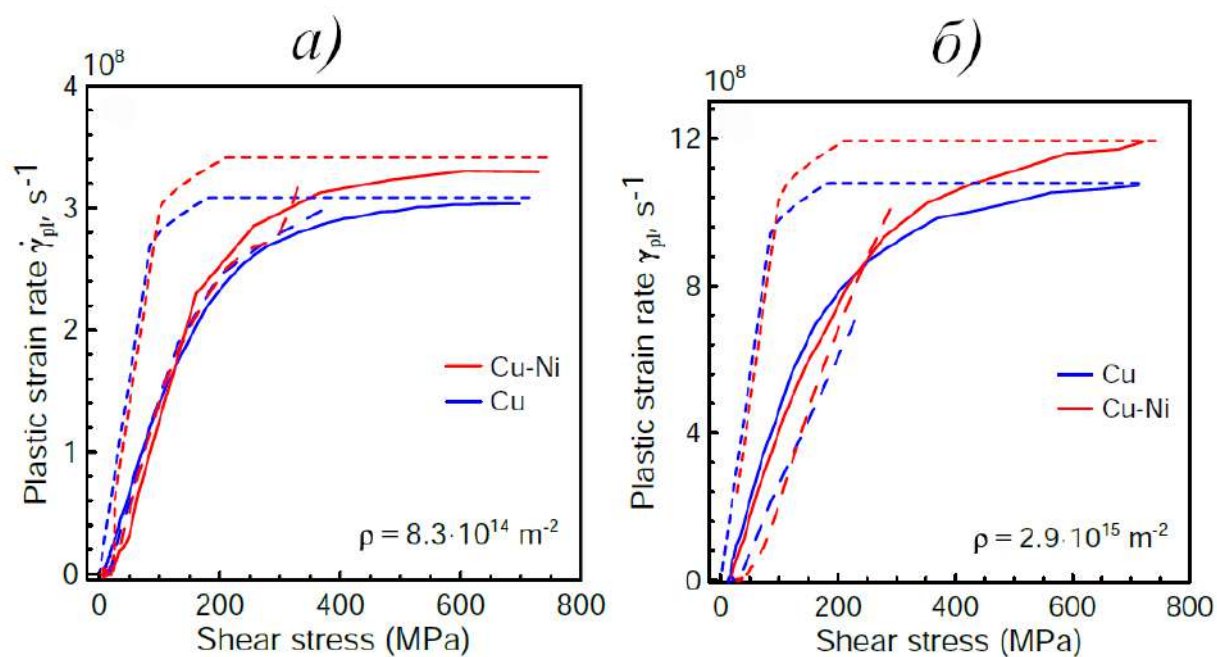 а)
10⁸
4
3
2
1
0
Plastic strain rate γ̇ₚₗ, s⁻¹
Cu-Ni
Cu
ρ = 8.3·10¹⁴ m⁻²
0 200 400 600 800
Shear stress (MPa)
б)
10⁸
12
8
4
0
Plastic strain rate γ̇ₚₗ, s⁻¹
Cu
Cu-Ni
ρ = 2.9·10¹⁵ m⁻²
0 200 400 600 800
Shear stress (MPa)